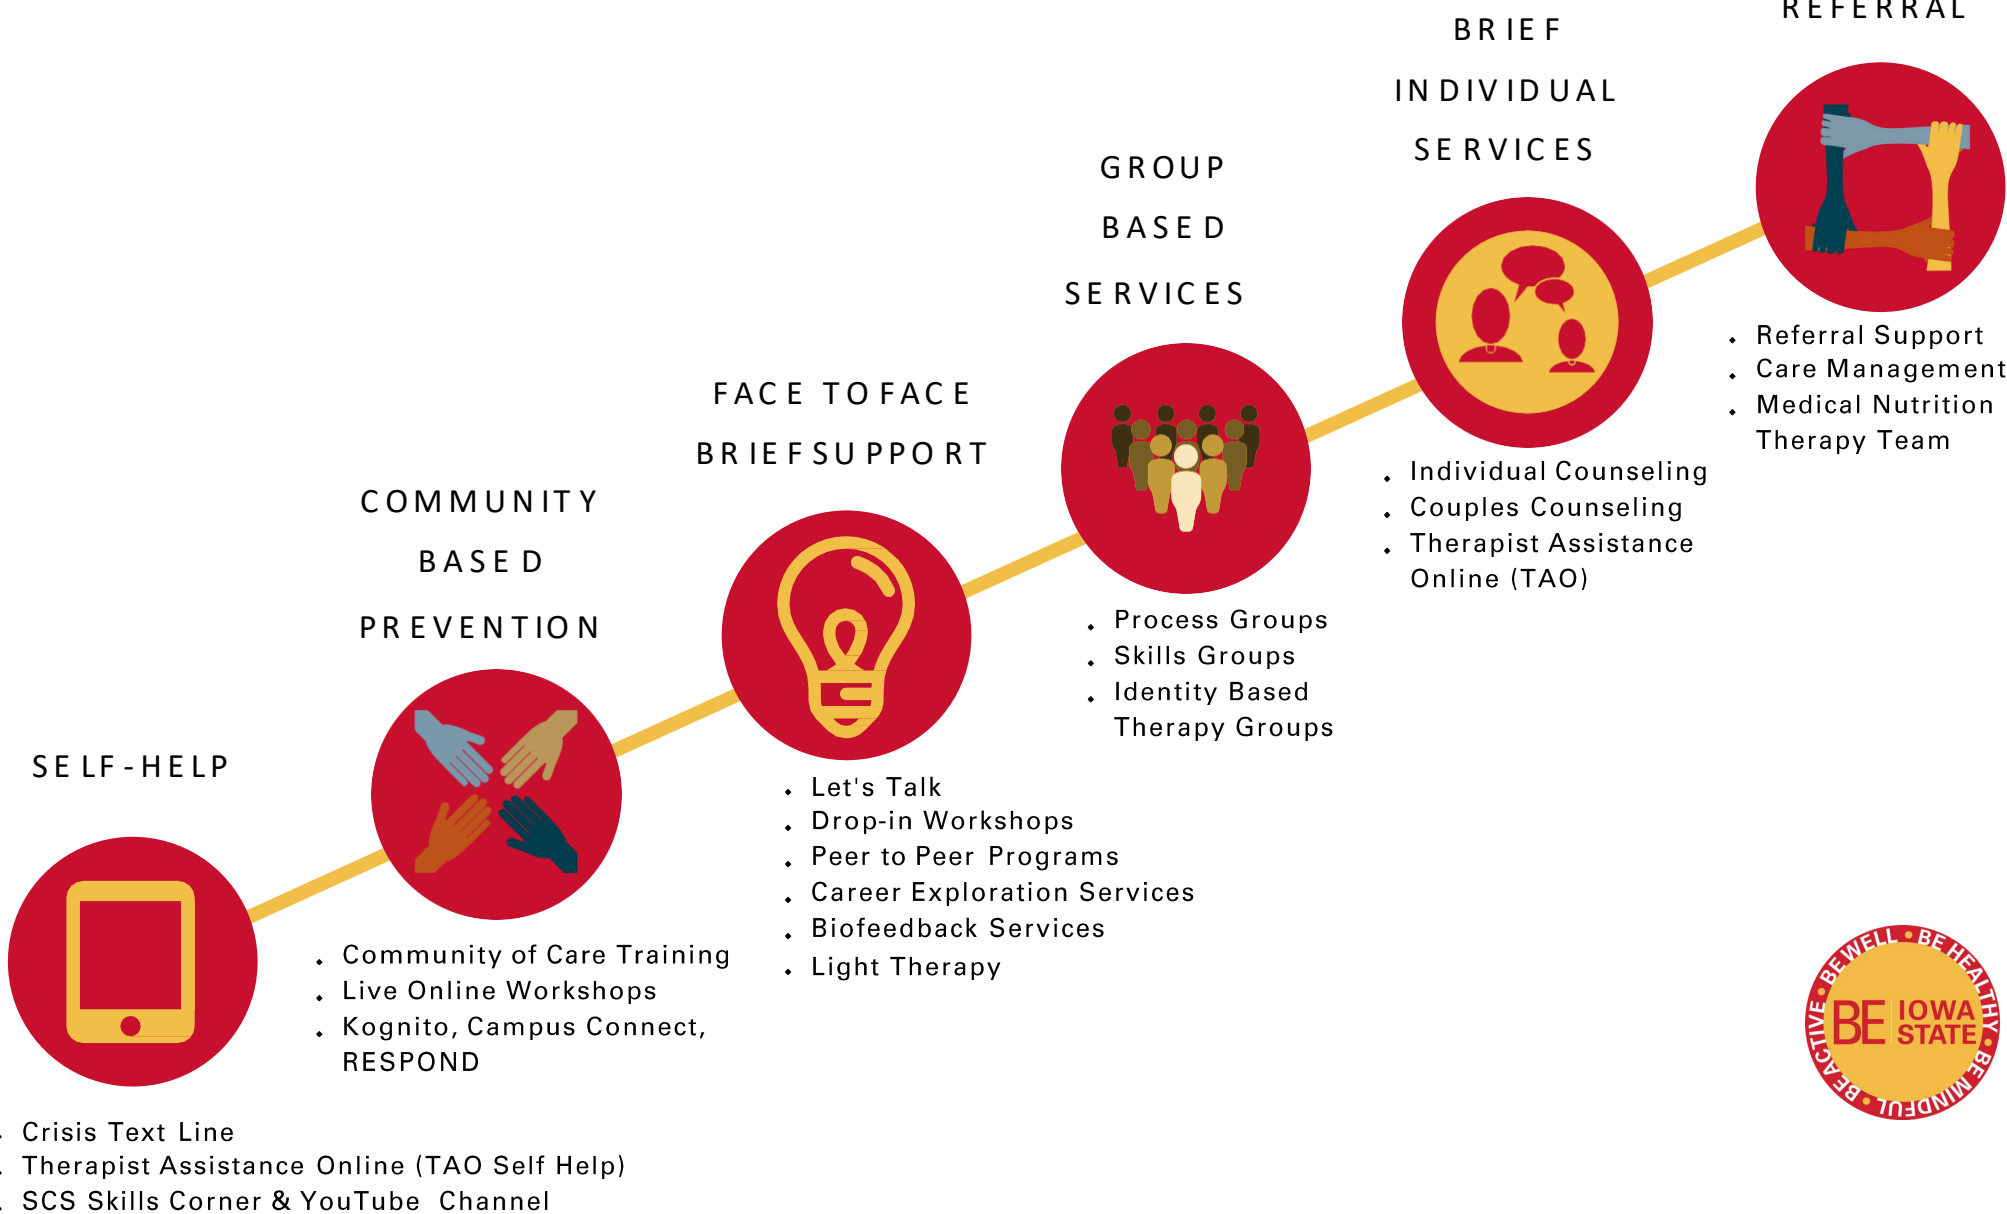 SELF-HELP
• Crisis Text Line
• Therapist Assistance Online (TAO Self Help)
• SCS Skills Corner & YouTube Channel
COMMUNITY
BASED
PREVENTION
• Community of Care Training
• Live Online Workshops
• Kognito, Campus Connect,
RESPOND
FACE TO FACE
BRIEF SUPPORT
• Let's Talk
• Drop-in Workshops
• Peer to Peer Programs
• Career Exploration Services
• Biofeedback Services
• Light Therapy
GROUP
BASED
SERVICES
• Process Groups
• Skills Groups
• Identity Based
Therapy Groups
BRIEF
INDIVIDUAL
SERVICES
• Individual Counseling
• Couples Counseling
• Therapist Assistance
Online (TAO)
REFERRAL
• Referral Support
• Care Management
• Medical Nutrition
Therapy Team
BE WELL • BE HEALTHY • BE MINDFUL • BE ACTIVE •
BE IOWA
STATE